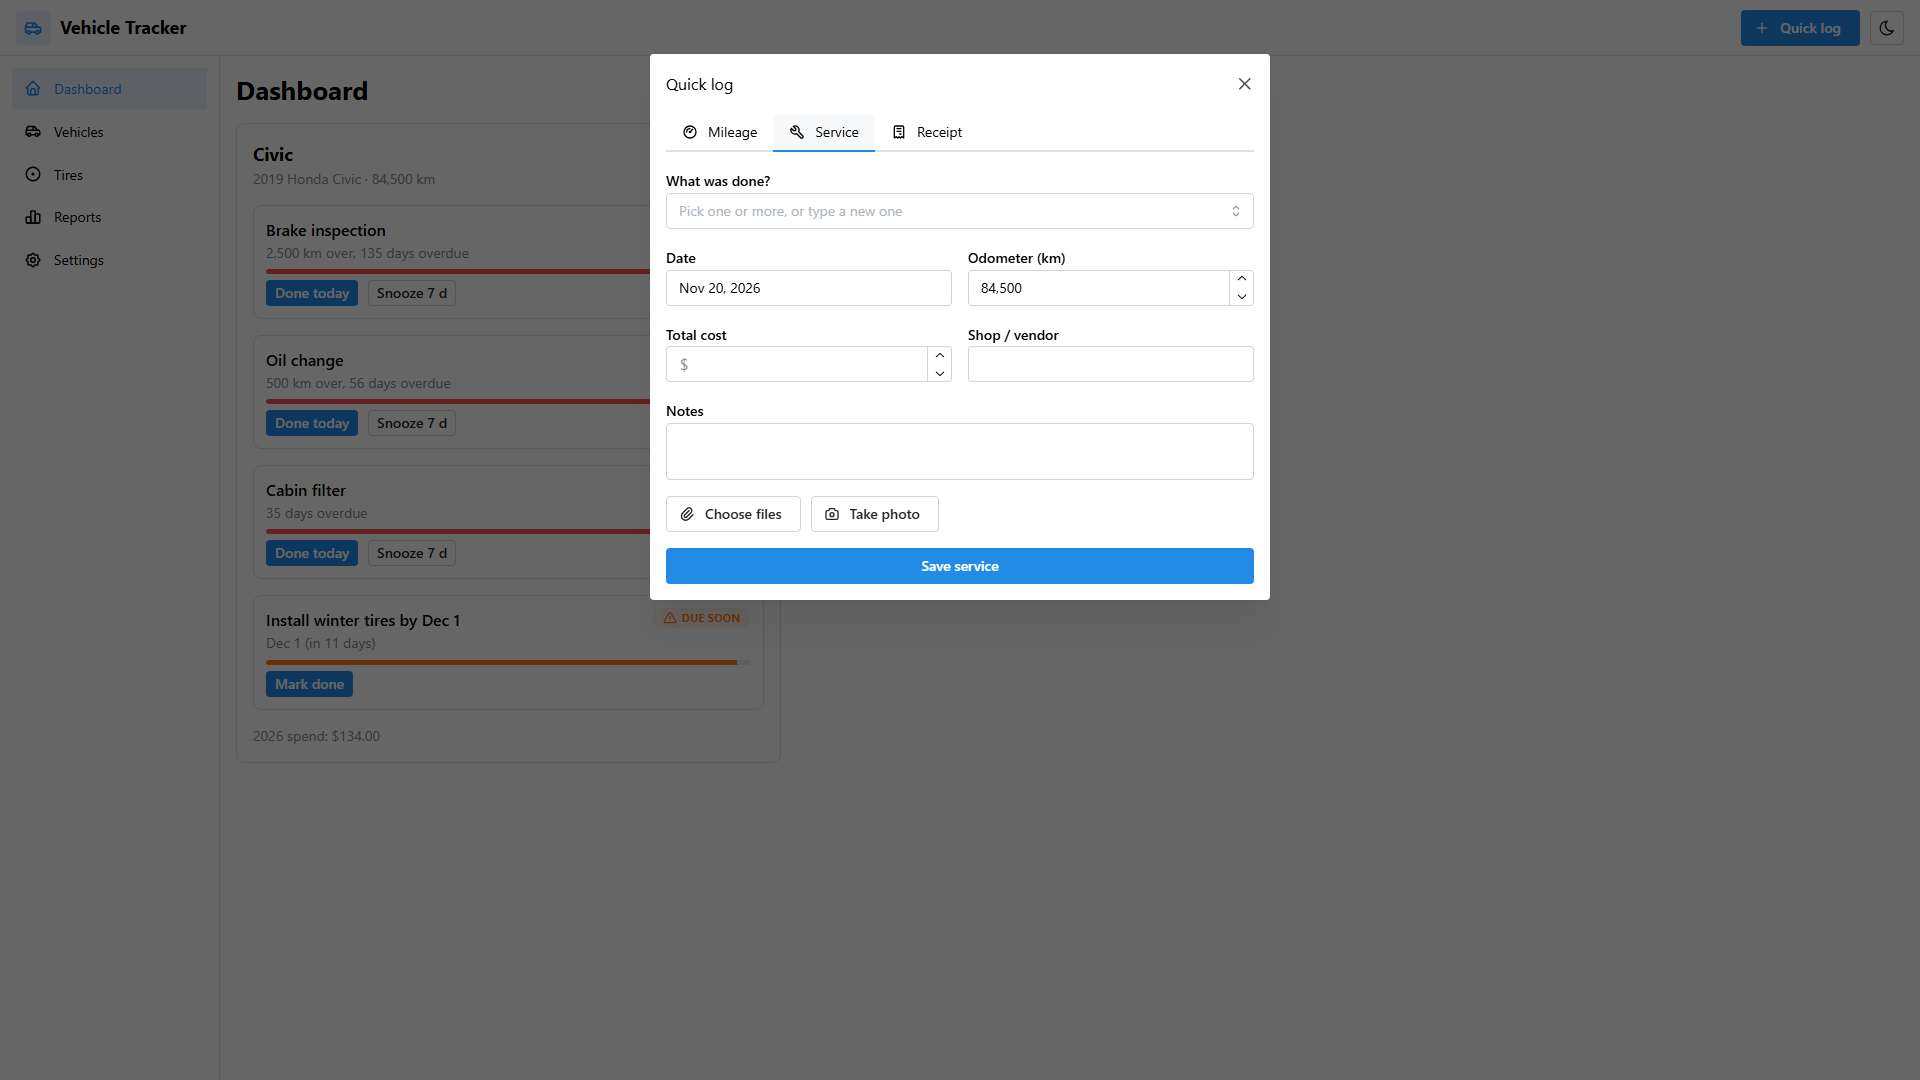 Vehicle Tracker
Quick log
Dashboard
Vehicles
Tires
Reports
Settings
Dashboard
Civic
2019 Honda Civic · 84,500 km
Brake inspection
2,500 km over, 135 days overdue
Done today
Snooze 7 d
Oil change
500 km over, 56 days overdue
Done today
Snooze 7 d
Cabin filter
35 days overdue
Done today
Snooze 7 d
Install winter tires by Dec 1
DUE SOON
Dec 1 (in 11 days)
Mark done
2026 spend: $134.00
Quick log
Mileage
Service
Receipt
What was done?
Pick one or more, or type a new one
Date
Odometer (km)
Nov 20, 2026
84,500
Total cost
Shop / vendor
$
Notes
Choose files
Take photo
Save service